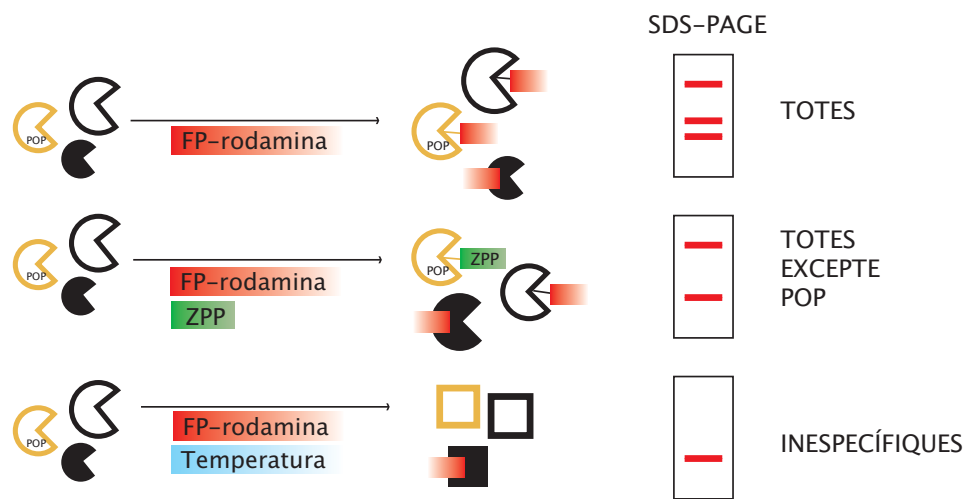 SDS-PAGE
POP
FP-rodamina
POP
TOTES
POP
FP-rodamina
ZPP
POP
ZPP
TOTES
EXCEPTE
POP
POP
FP-rodamina
Temperatura
INESPECÍFIQUES